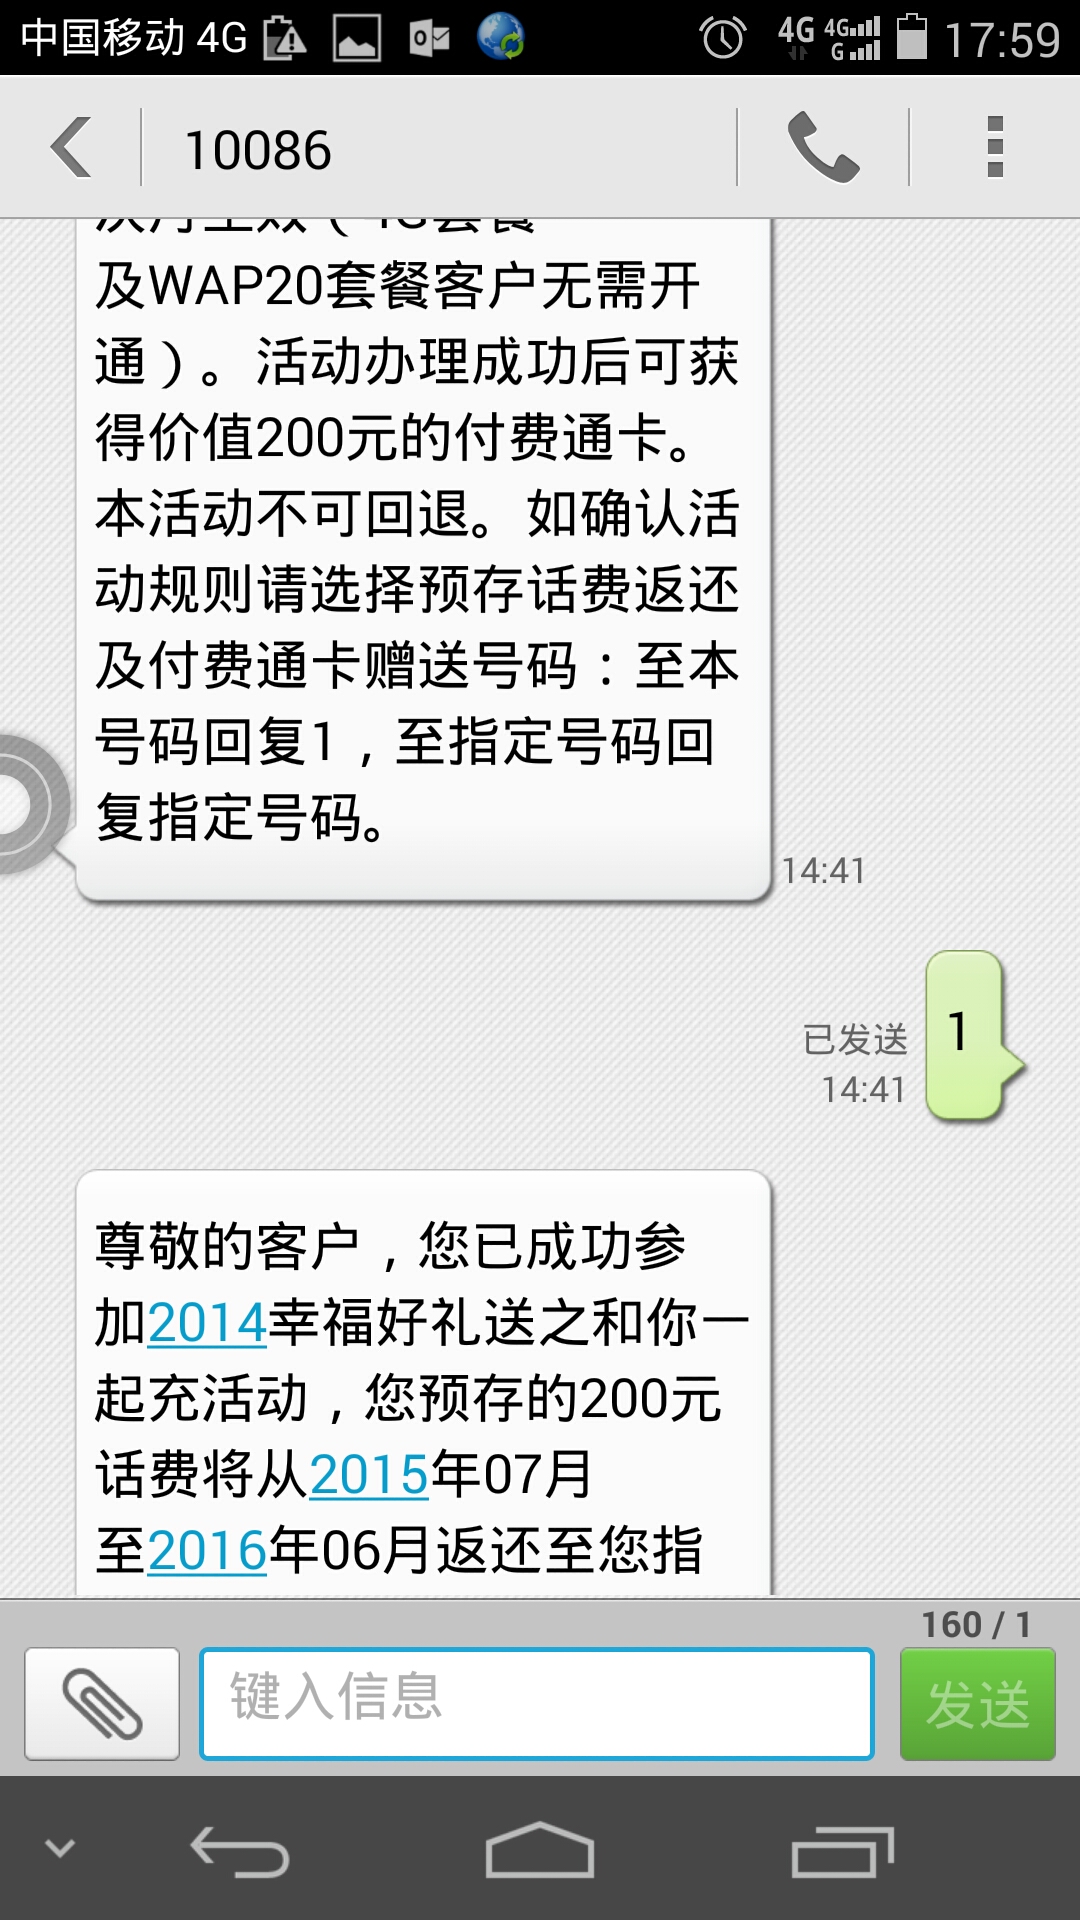 中国移动 4G
4G 4G G 17:59
10086
及WAP20套餐客户无需开
通）。活动办理成功后可获
得价值200元的付费通卡。
本活动不可回退。如确认活
动规则请选择预存话费返还
及付费通卡赠送号码：至本
号码回复1，至指定号码回
复指定号码。
14:41
1
已发送
14:41
尊敬的客户，您已成功参
加2014幸福好礼送之和你一
起充活动，您预存的200元
话费将从2015年07月
至2016年06月返还至您指
160 / 1
键入信息
发送